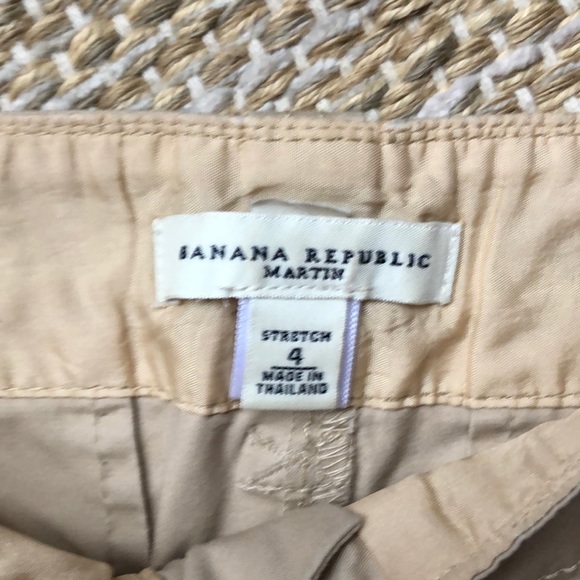 BANANA REPUBLIC
MARTIN
STRETCH
4
MADE IN
THAILAND